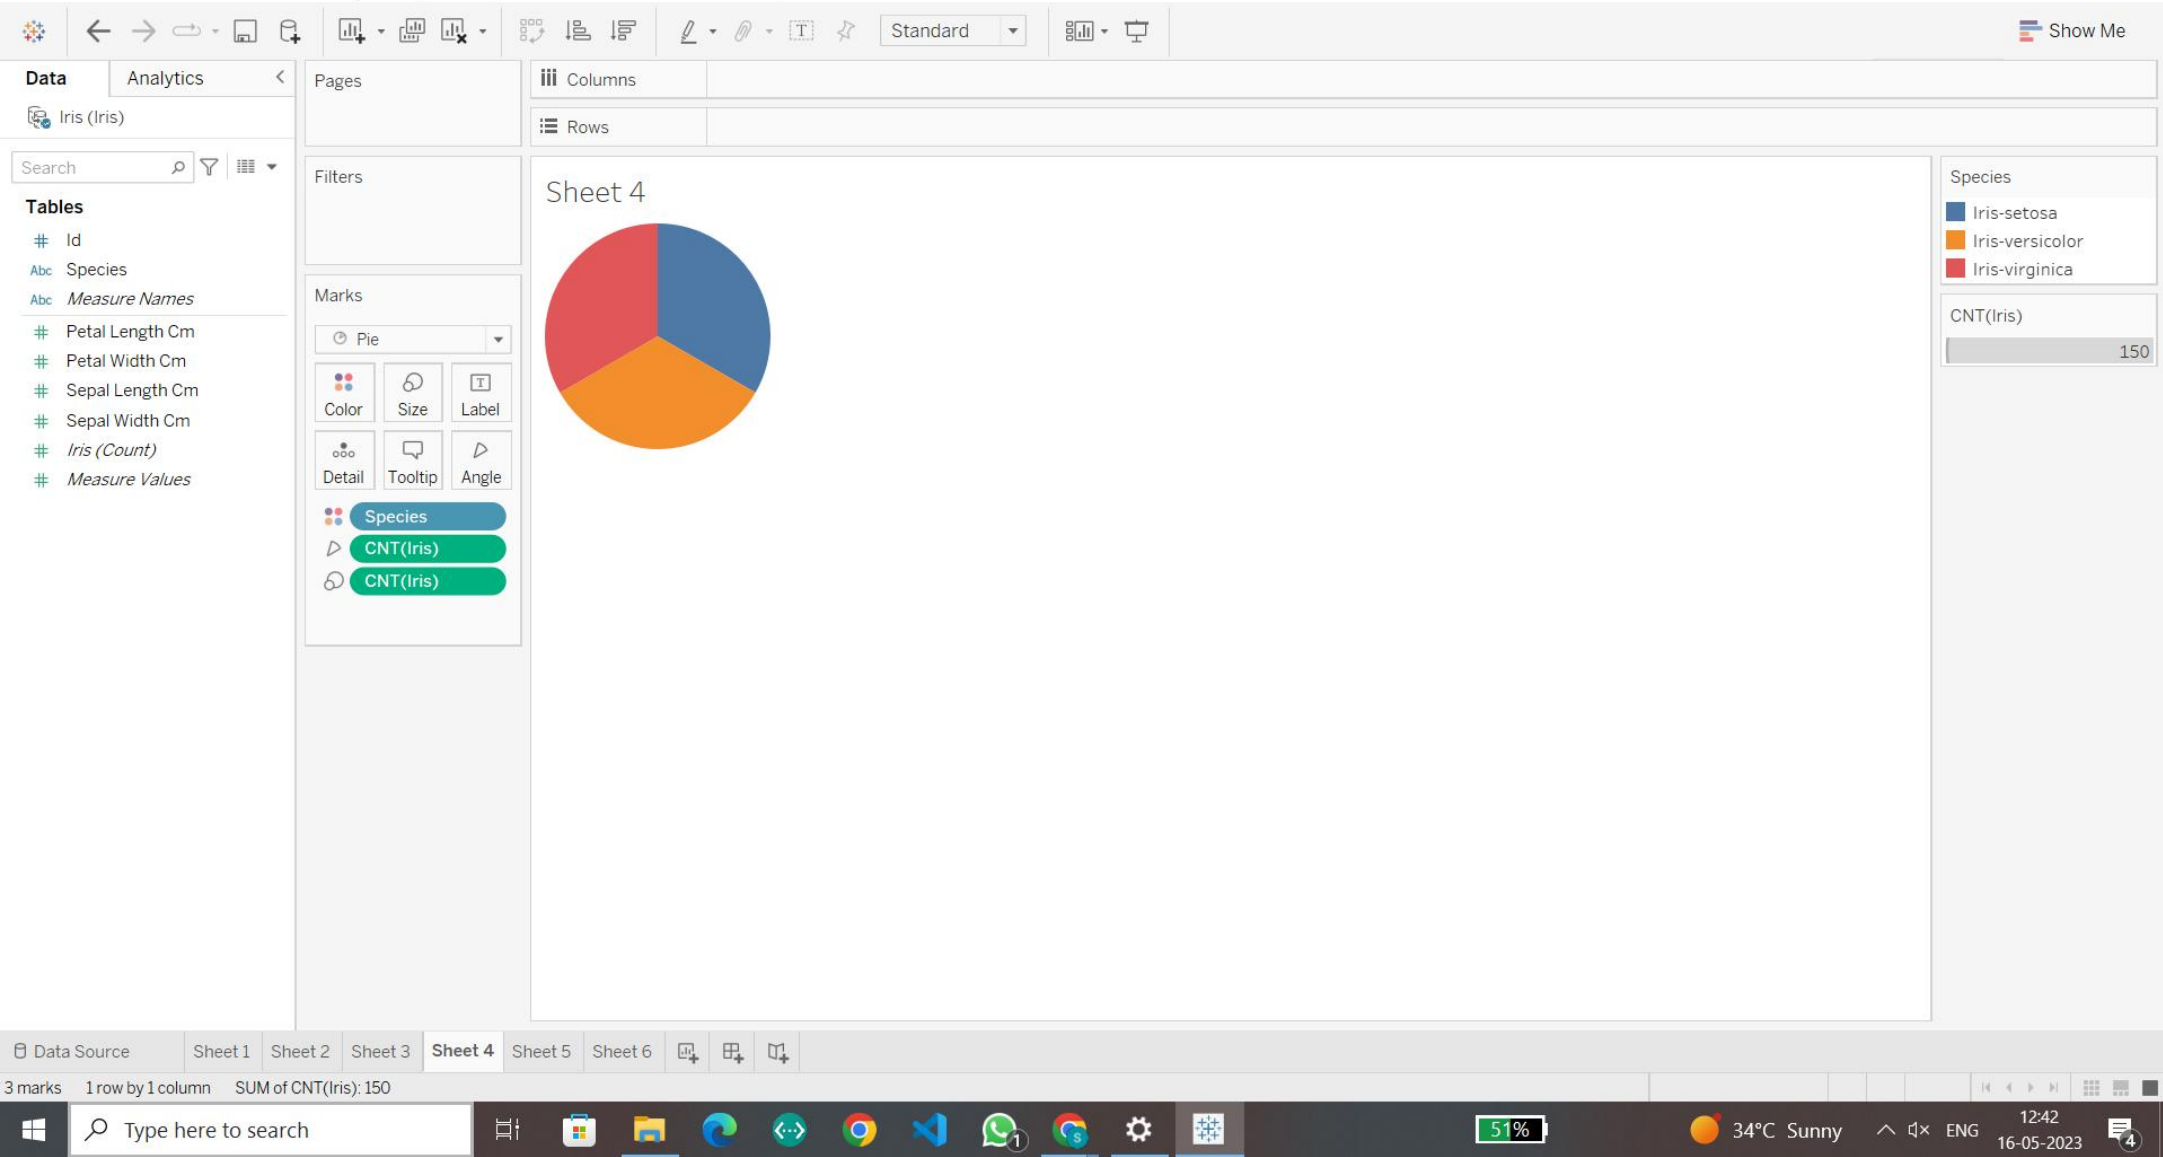 Standard
Show Me
Data
Analytics
Iris (Iris)
Search
Tables
Id
Abc Species
Abc Measure Names
Petal Length Cm
Petal Width Cm
Sepal Length Cm
Sepal Width Cm
Iris (Count)
Measure Values
Pages
Filters
Marks
Pie
Color Size Label
Detail Tooltip Angle
Species
CNT(Iris)
CNT(Iris)
Columns
Rows
Sheet 4
Species
Iris-setosa
Iris-versicolor
Iris-virginica
CNT(Iris)
150
Data Source Sheet 1 Sheet 2 Sheet 3 Sheet 4 Sheet 5 Sheet 6
3 marks 1 row by 1 column SUM of CNT(Iris): 150
Type here to search
1
S
51%
34°C Sunny
ENG
12:42
16-05-2023
4